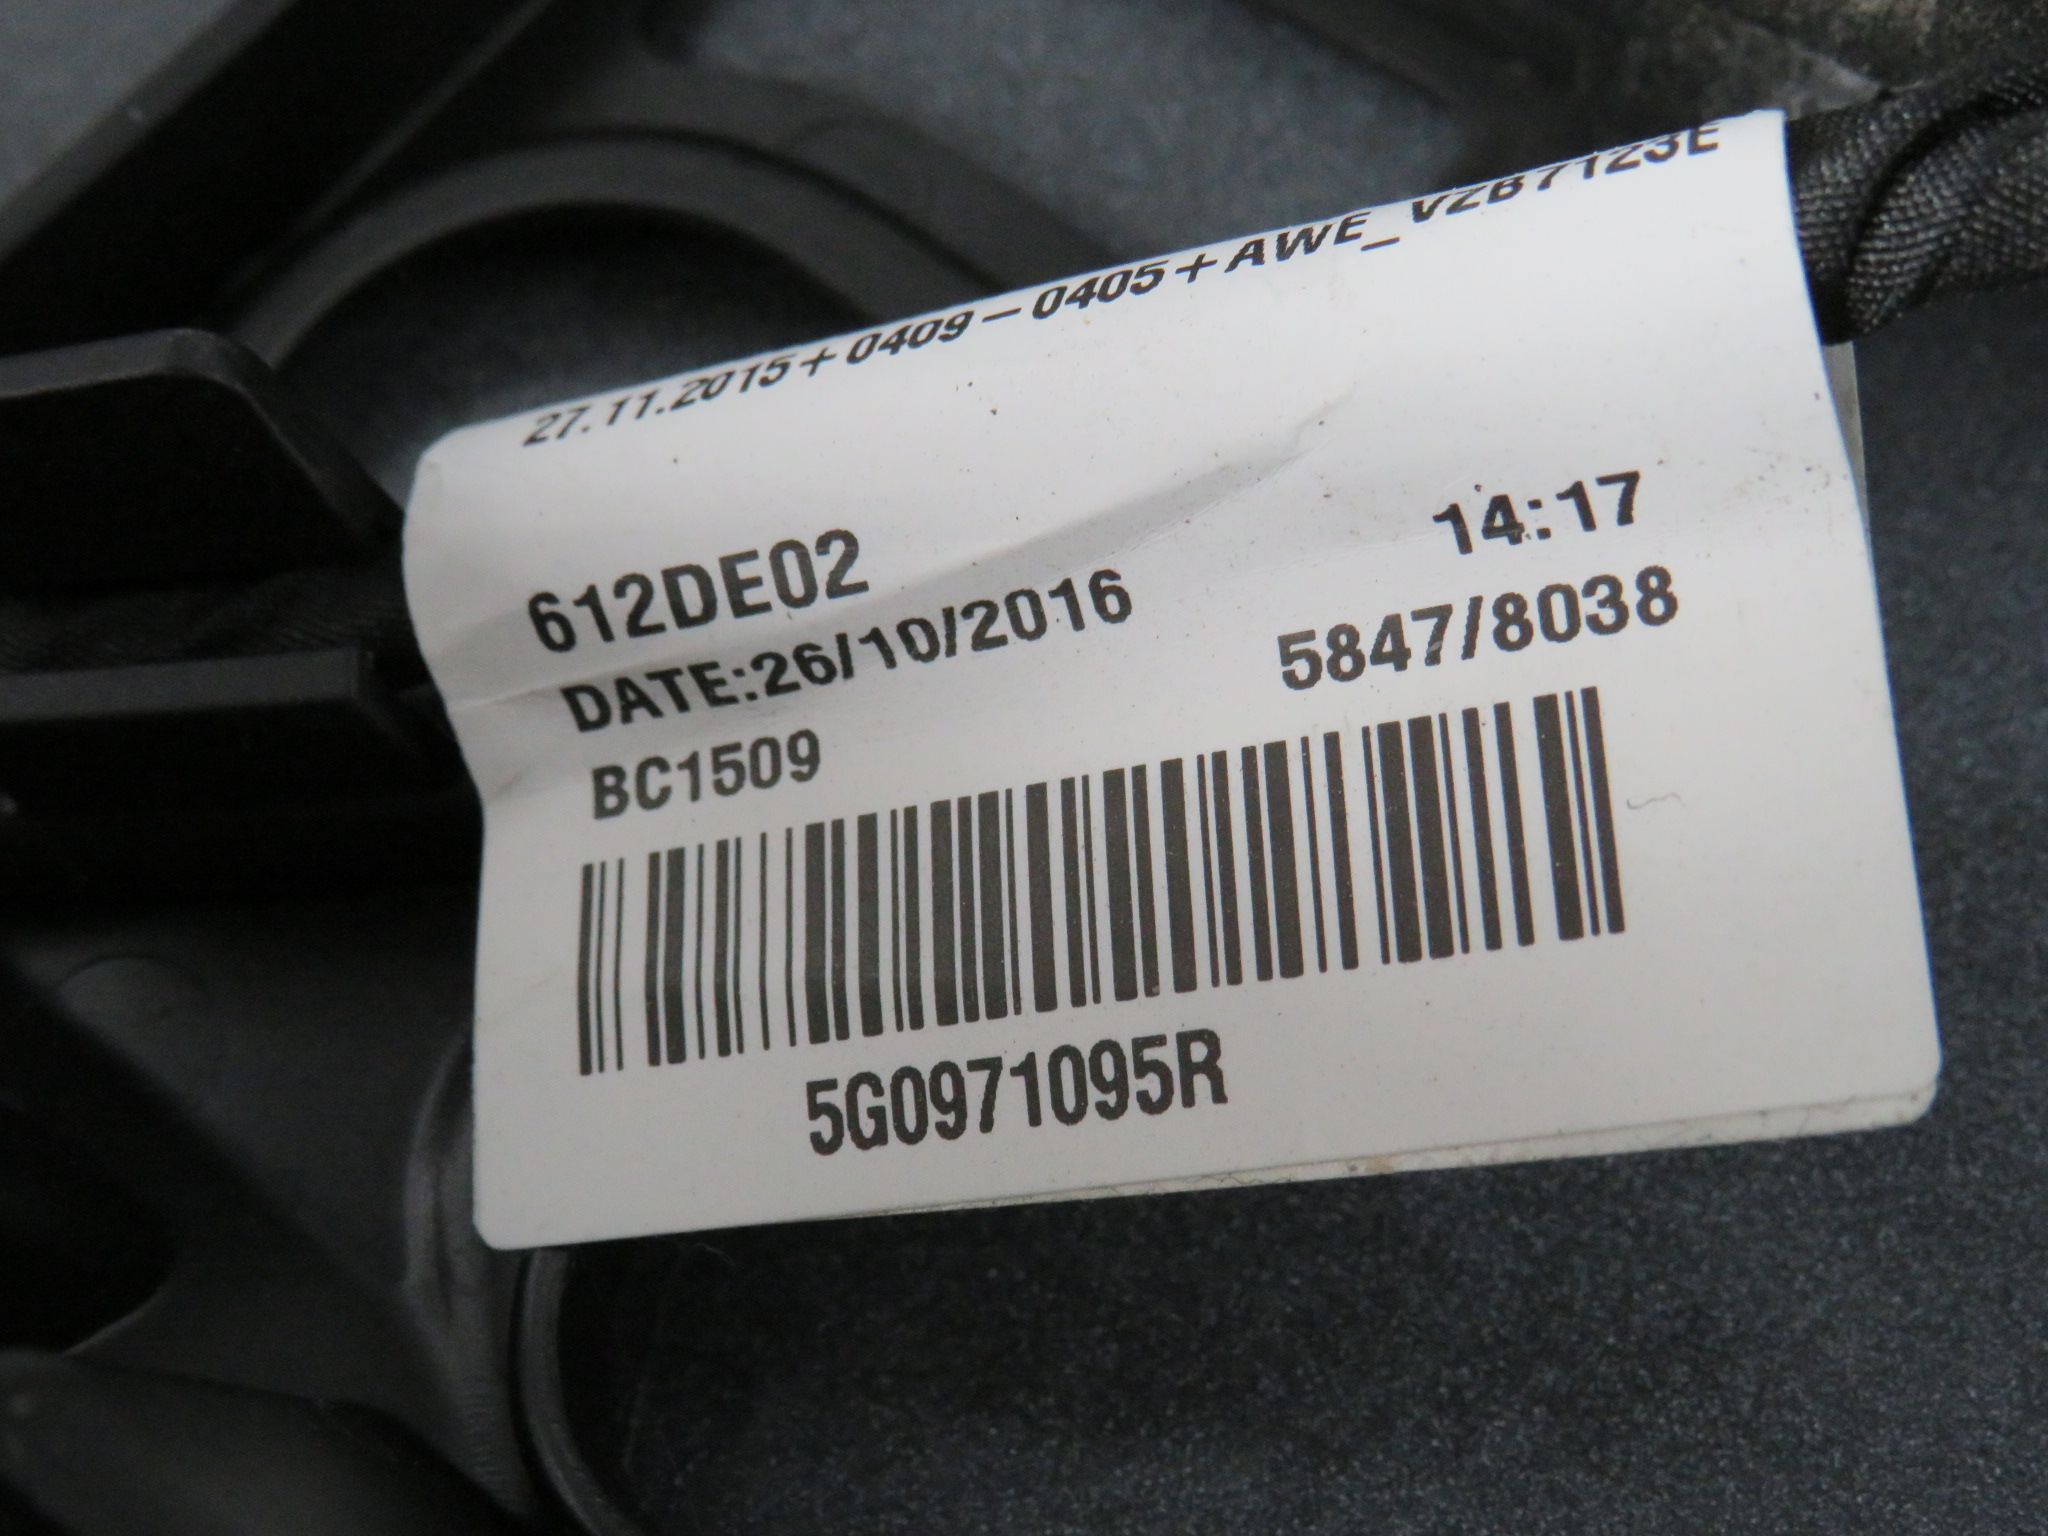 27.11.2015+0409-0405+AWE_VZB7123E
612DE02 14:17
DATE:26/10/2016 5847/8038
BC1509
5G0971095R